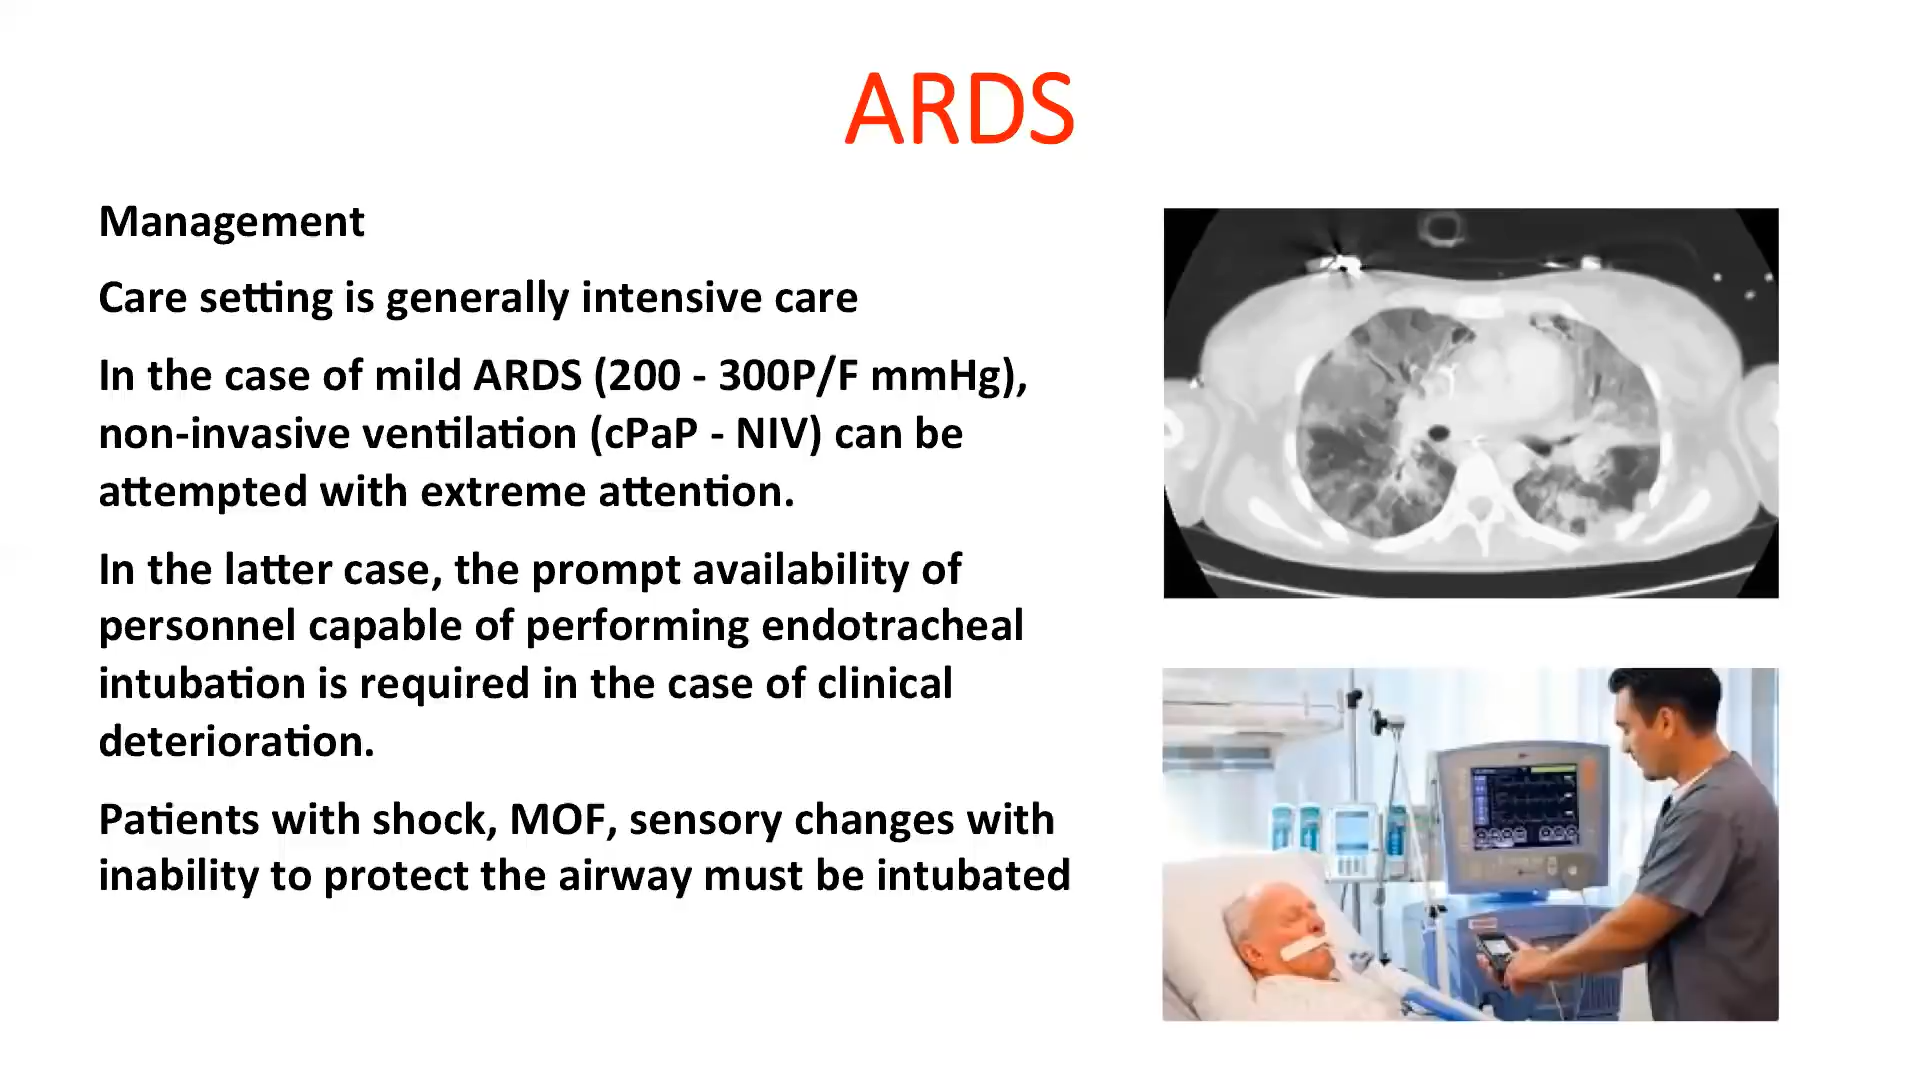 ARDS
Management
Care setting is generally intensive care
In the case of mild ARDS (200 - 300P/F mmHg),
non-invasive ventilation (cPaP - NIV) can be
attempted with extreme attention.
In the latter case, the prompt availability of
personnel capable of performing endotracheal
intubation is required in the case of clinical
deterioration.
Patients with shock, MOF, sensory changes with
inability to protect the airway must be intubated